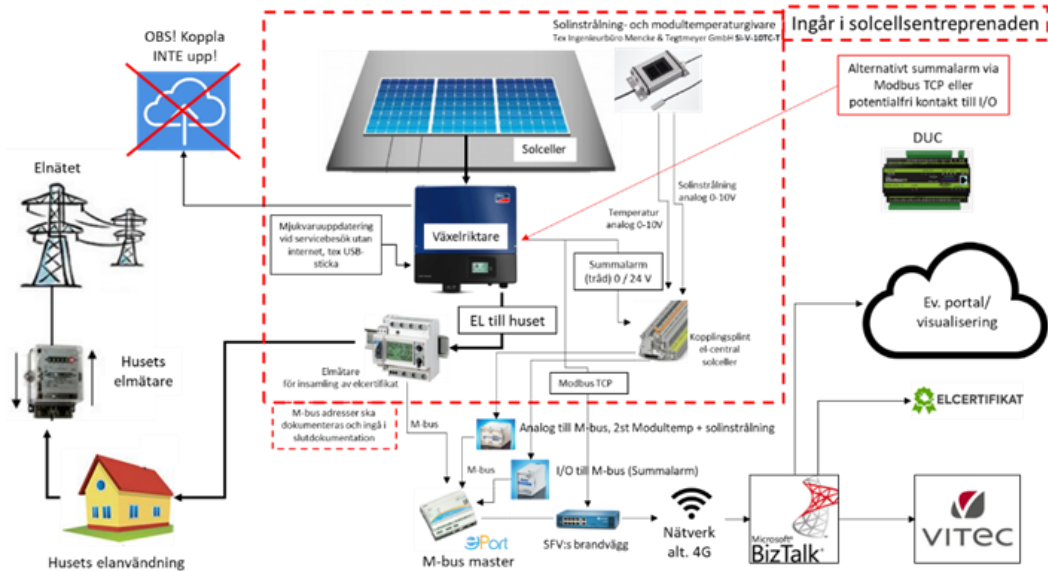 OBS! Koppla
INTE upp!
Solinstrålning- och modultemperaturgivare
Tex Ingenieurbüro Mencke & Tegtmeyer GmbH SI-V-10TC-T
Ingår i solcellsentreprenaden
Alternativt summalarm via
Modbus TCP eller
potentialfri kontakt till I/O
DUC
Elnätet
Solceller
Solinstrålning
analog 0-10V
Temperatur
analog 0-10V
Mjukvaruuppdatering
vid servicebesök utan
internet, tex USB-
sticka
Växelriktare
Summalarm
(tråd) 0 / 24 V
Ev. portal/
visualisering
EL till huset
Kopplingsplint
el-central
solceller
Husets
elmätare
Elmätare
för insamling av elcertifikat
Modbus TCP
ELCERTIFIKAT
M-bus adresser ska
dokumenteras och ingå i
slutdokumentation
M-bus
Analog till M-bus, 2st Modultemp + solinstrålning
M-bus
I/O till M-bus (Summalarm)
Port
M-bus master
SFV:s brandvägg
Nätverk
alt. 4G
Microsoft®
BizTalk®
VITEC
Husets elanvändning